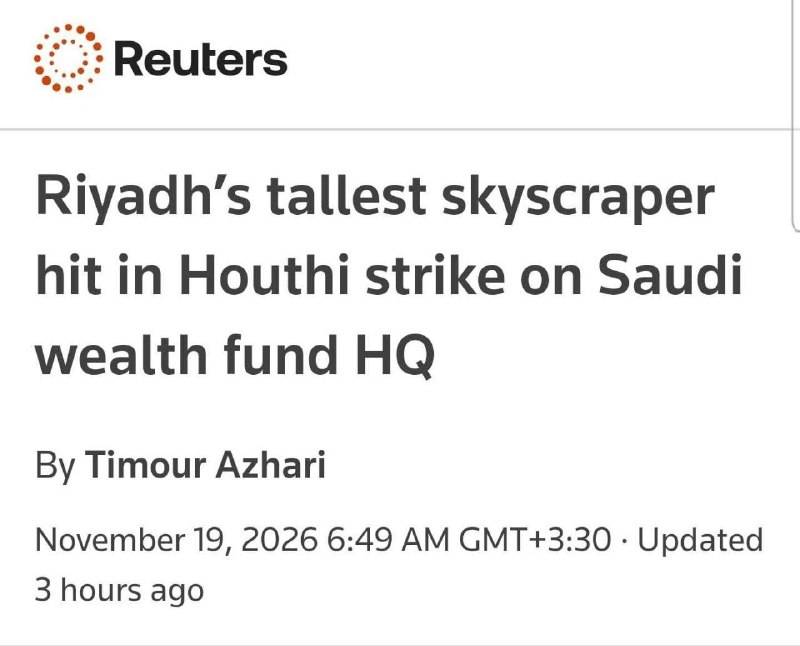 Reuters
Riyadh’s tallest skyscraper
hit in Houthi strike on Saudi
wealth fund HQ
By Timour Azhari
November 19, 2026 6:49 AM GMT+3:30 · Updated
3 hours ago